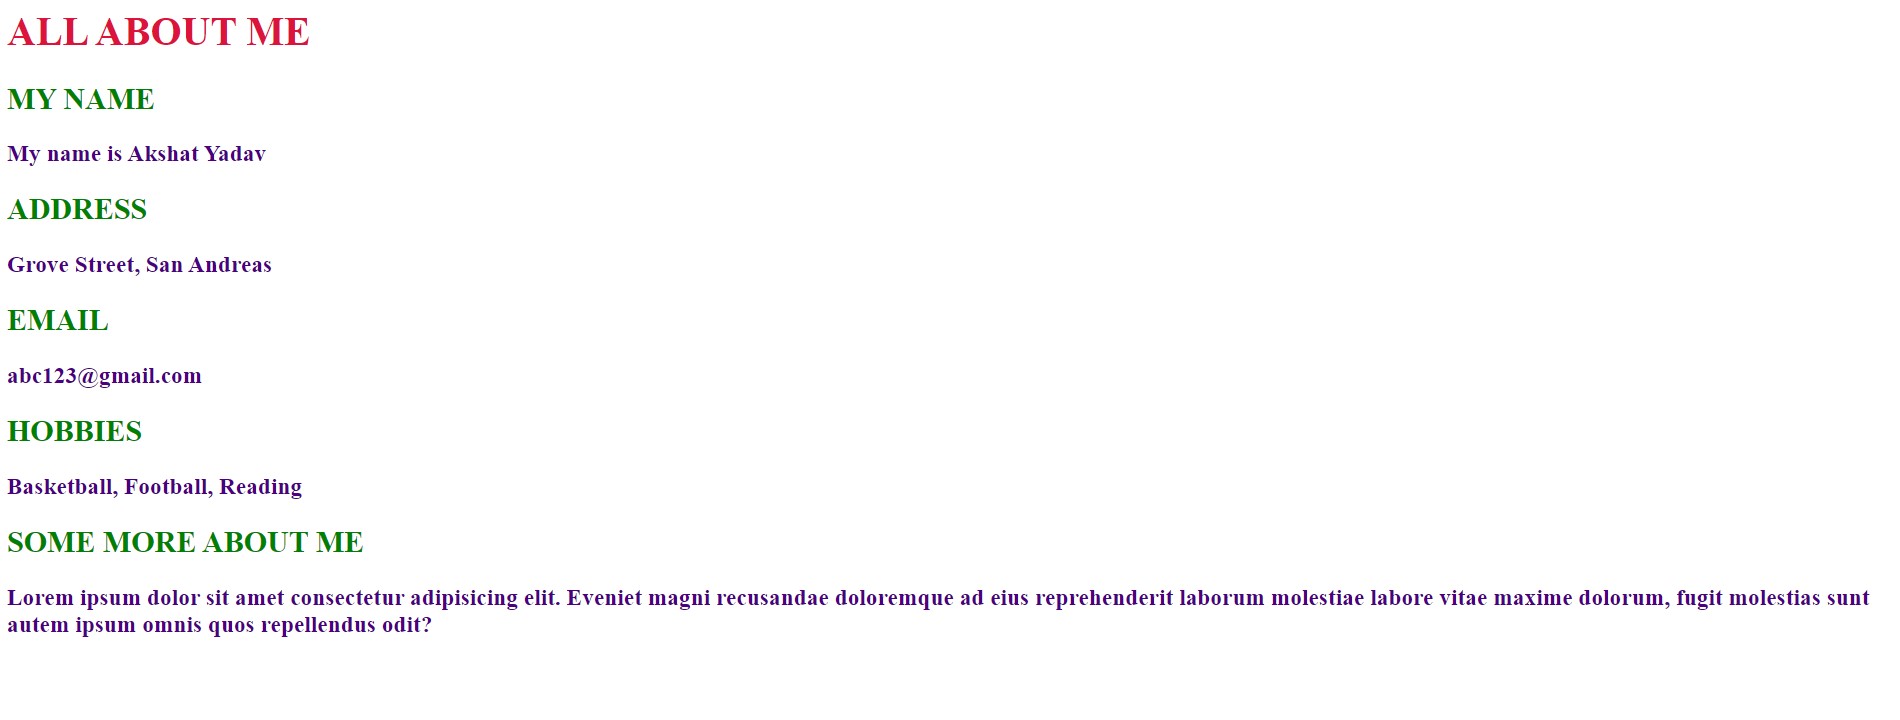 ALL ABOUT ME
MY NAME
My name is Akshat Yadav
ADDRESS
Grove Street, San Andreas
EMAIL
abc123@gmail.com
HOBBIES
Basketball, Football, Reading
SOME MORE ABOUT ME
Lorem ipsum dolor sit amet consectetur adipisicing elit. Eveniet magni recusandae doloremque ad eius reprehenderit laborum molestiae labore vitae maxime dolorum, fugit molestias sunt
autem ipsum omnis quos repellendus odit?